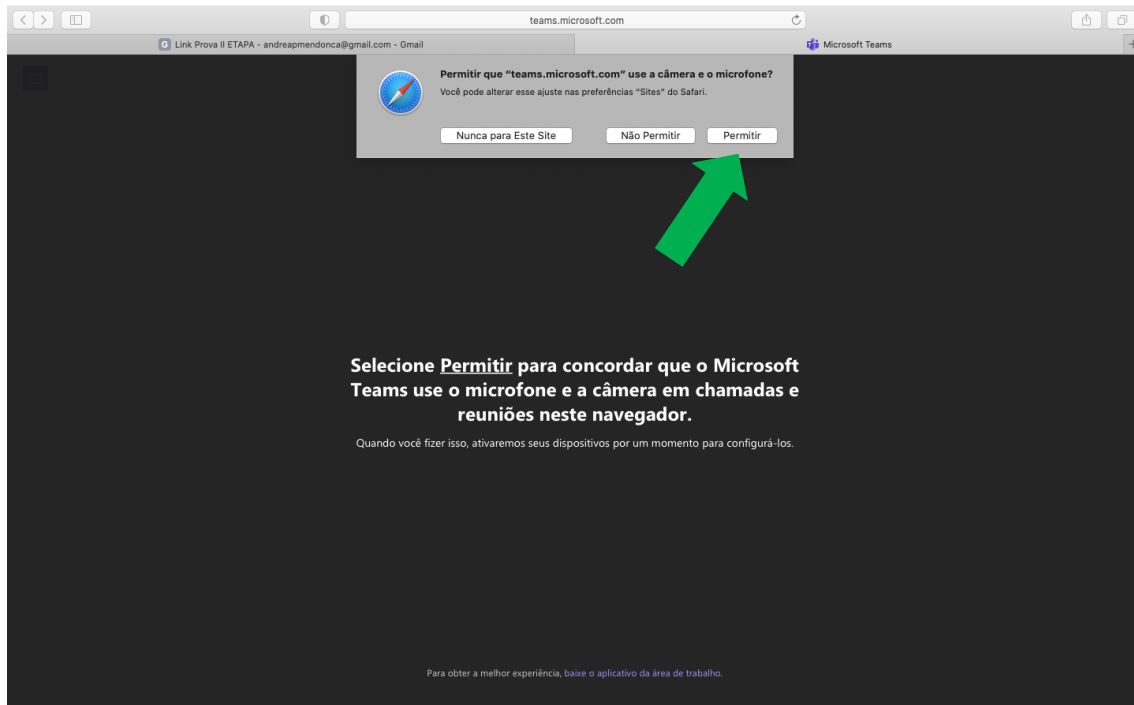 teams.microsoft.com
G Link Prova II ETAPA - andreapmendonca@gmail.com - Gmail
Microsoft Teams
Permitir que “teams.microsoft.com” use a câmera e o microfone?
Você pode alterar esse ajuste nas preferências “Sites” do Safari.
Nunca para Este Site
Não Permitir
Permitir
Selecione Permitir para concordar que o Microsoft
Teams use o microfone e a câmera em chamadas e
reuniões neste navegador.
Quando você fizer isso, ativaremos seus dispositivos por um momento para configurá-los.
Para obter a melhor experiência, baixe o aplicativo da área de trabalho.